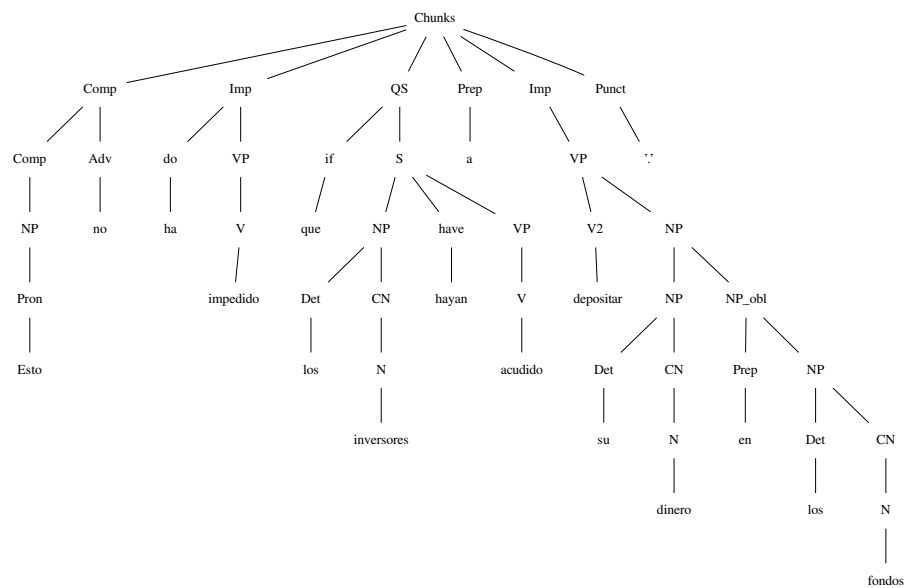 Chunks
Comp Imp QS Prep Imp Punct
Comp Adv do VP if S a VP '.'
NP no ha V que NP have VP V2 NP
Pron impedido Det CN hayan V depositar NP NP_obl
Esto los N acudido Det CN Prep NP
inversores su N en Det CN
dinero los N
fondos